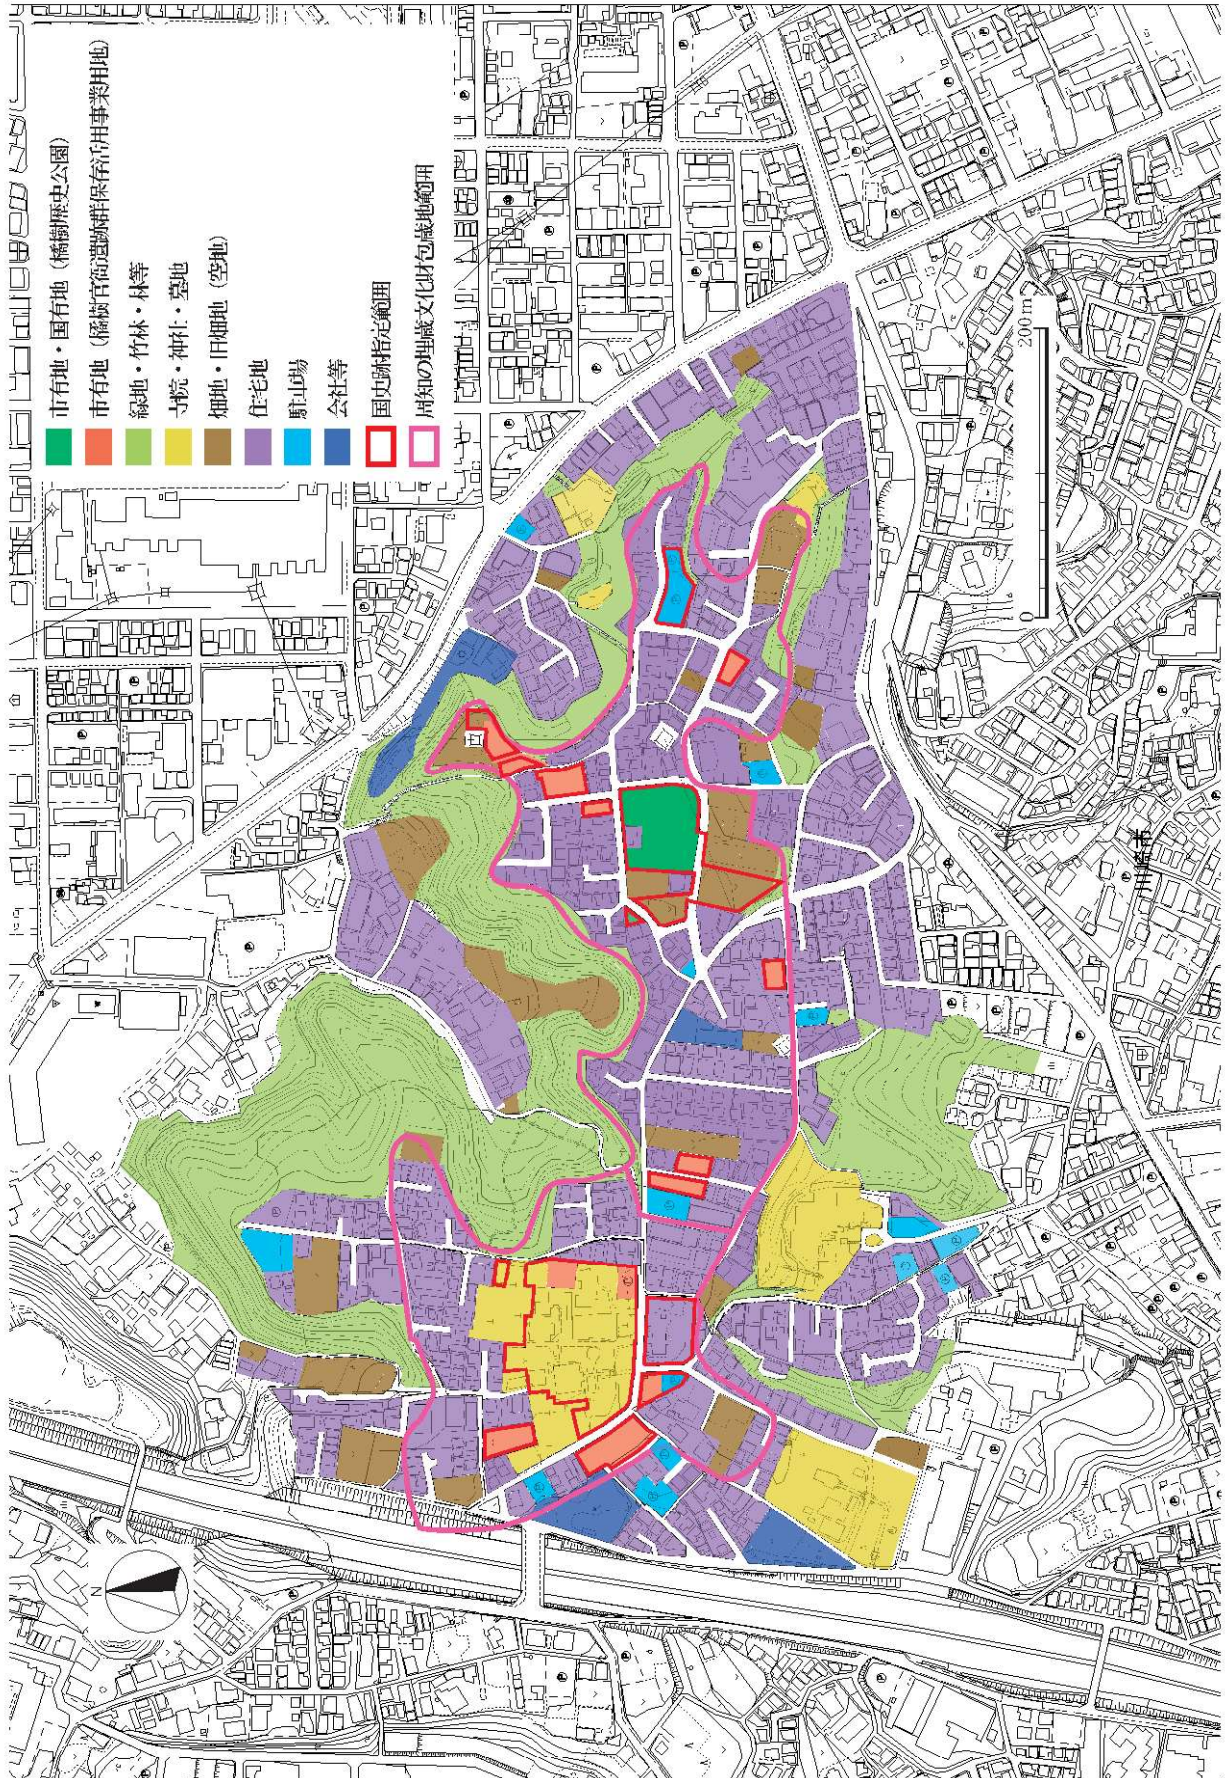 市有地・国有地（橘樹歴史公園）
市有地（橘樹官衙遺跡群保存活用事業用地）
緑地・竹林・林等
寺院・神社・墓地
畑地・旧畑地（空地）
住宅地
駐車場
会社等
国史跡指定範囲
周知の埋蔵文化財包蔵地範囲
N
0
200m
川崎市